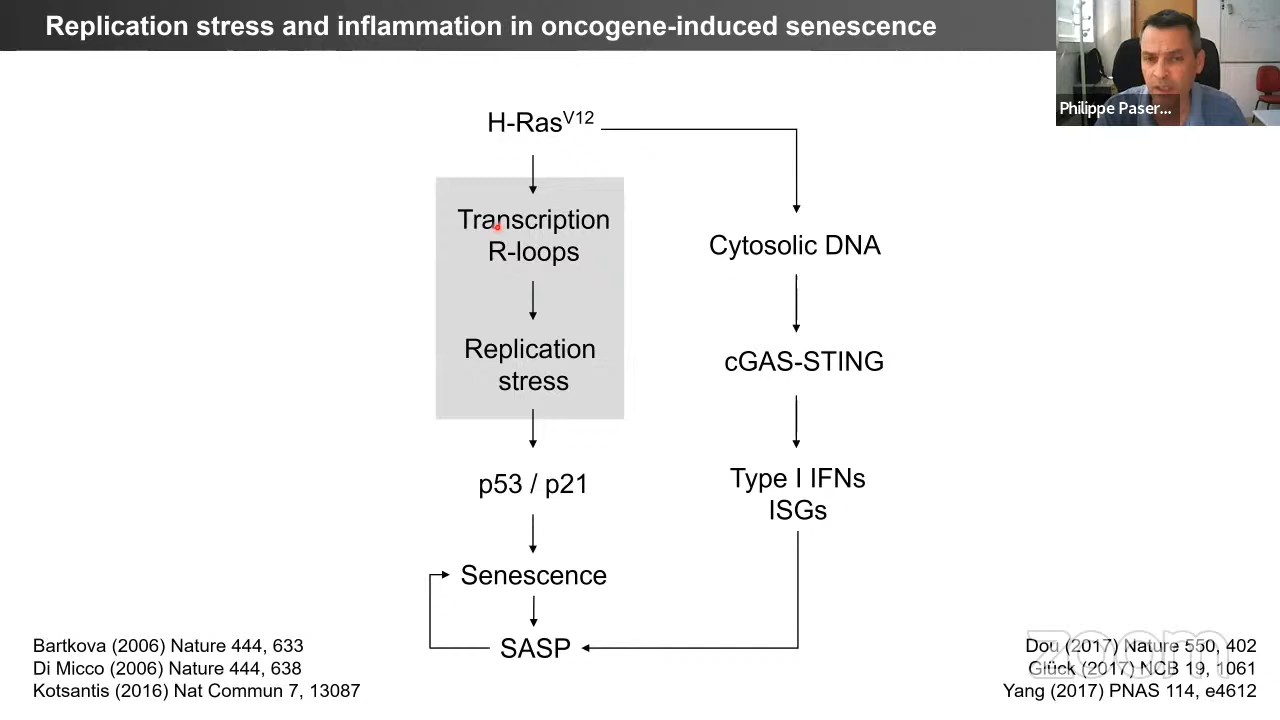 Replication stress and inflammation in oncogene-induced senescence
Philippe Paser...
H-RasV12
Transcription
R-loops
Replication
stress
p53 / p21
Senescence
SASP
Cytosolic DNA
cGAS-STING
Type I IFNs
ISGs
Bartkova (2006) Nature 444, 633
Di Micco (2006) Nature 444, 638
Kotsantis (2016) Nat Commun 7, 13087
Dou (2017) Nature 550, 402
Glück (2017) NCB 19, 1061
Yang (2017) PNAS 114, e4612
zoom